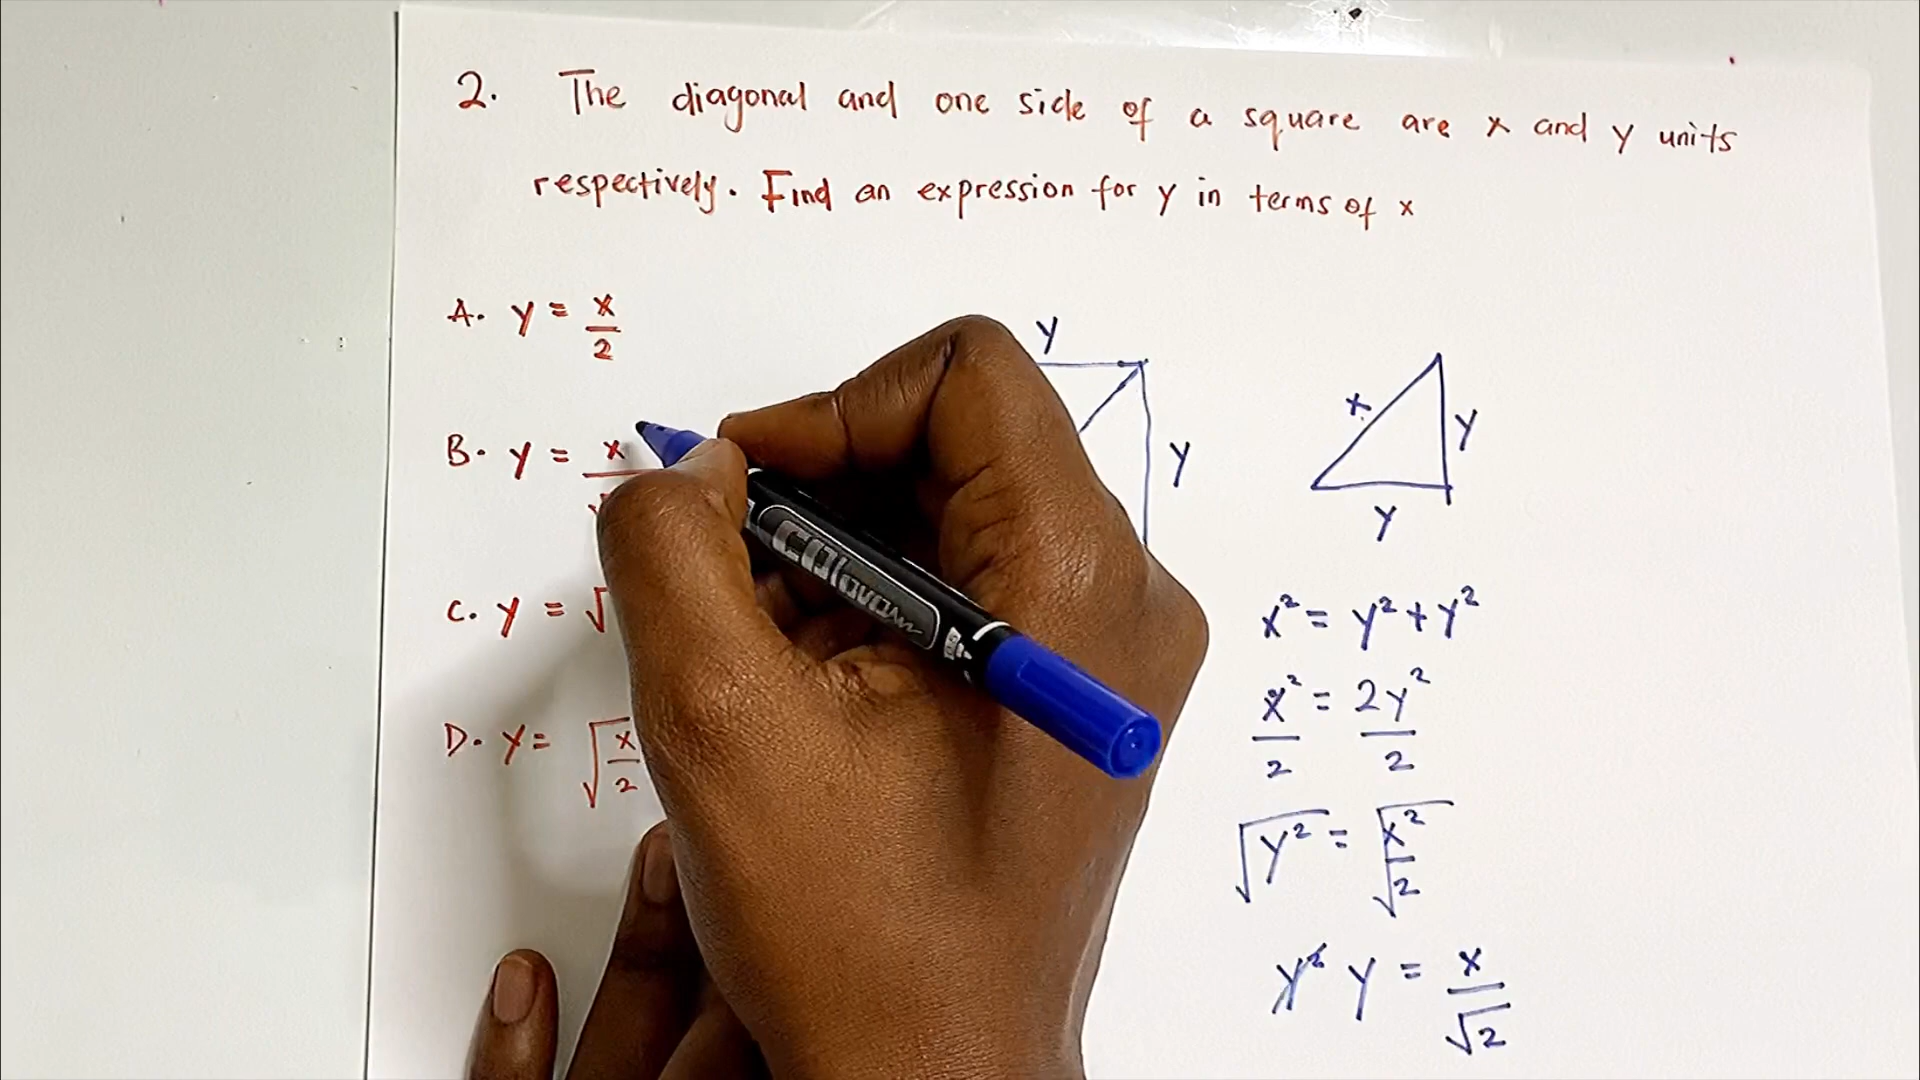 2. The diagonal and one side of a square are x and y units
respectively. Find an expression for y in terms of x
A. y = x/2
B. y = x
C. y = √
D. y = √x/2
y
y
x
y
y
x² = y² + y²
x²/2 = 2y²/2
√y² = √x²/2
y² y = x/√2